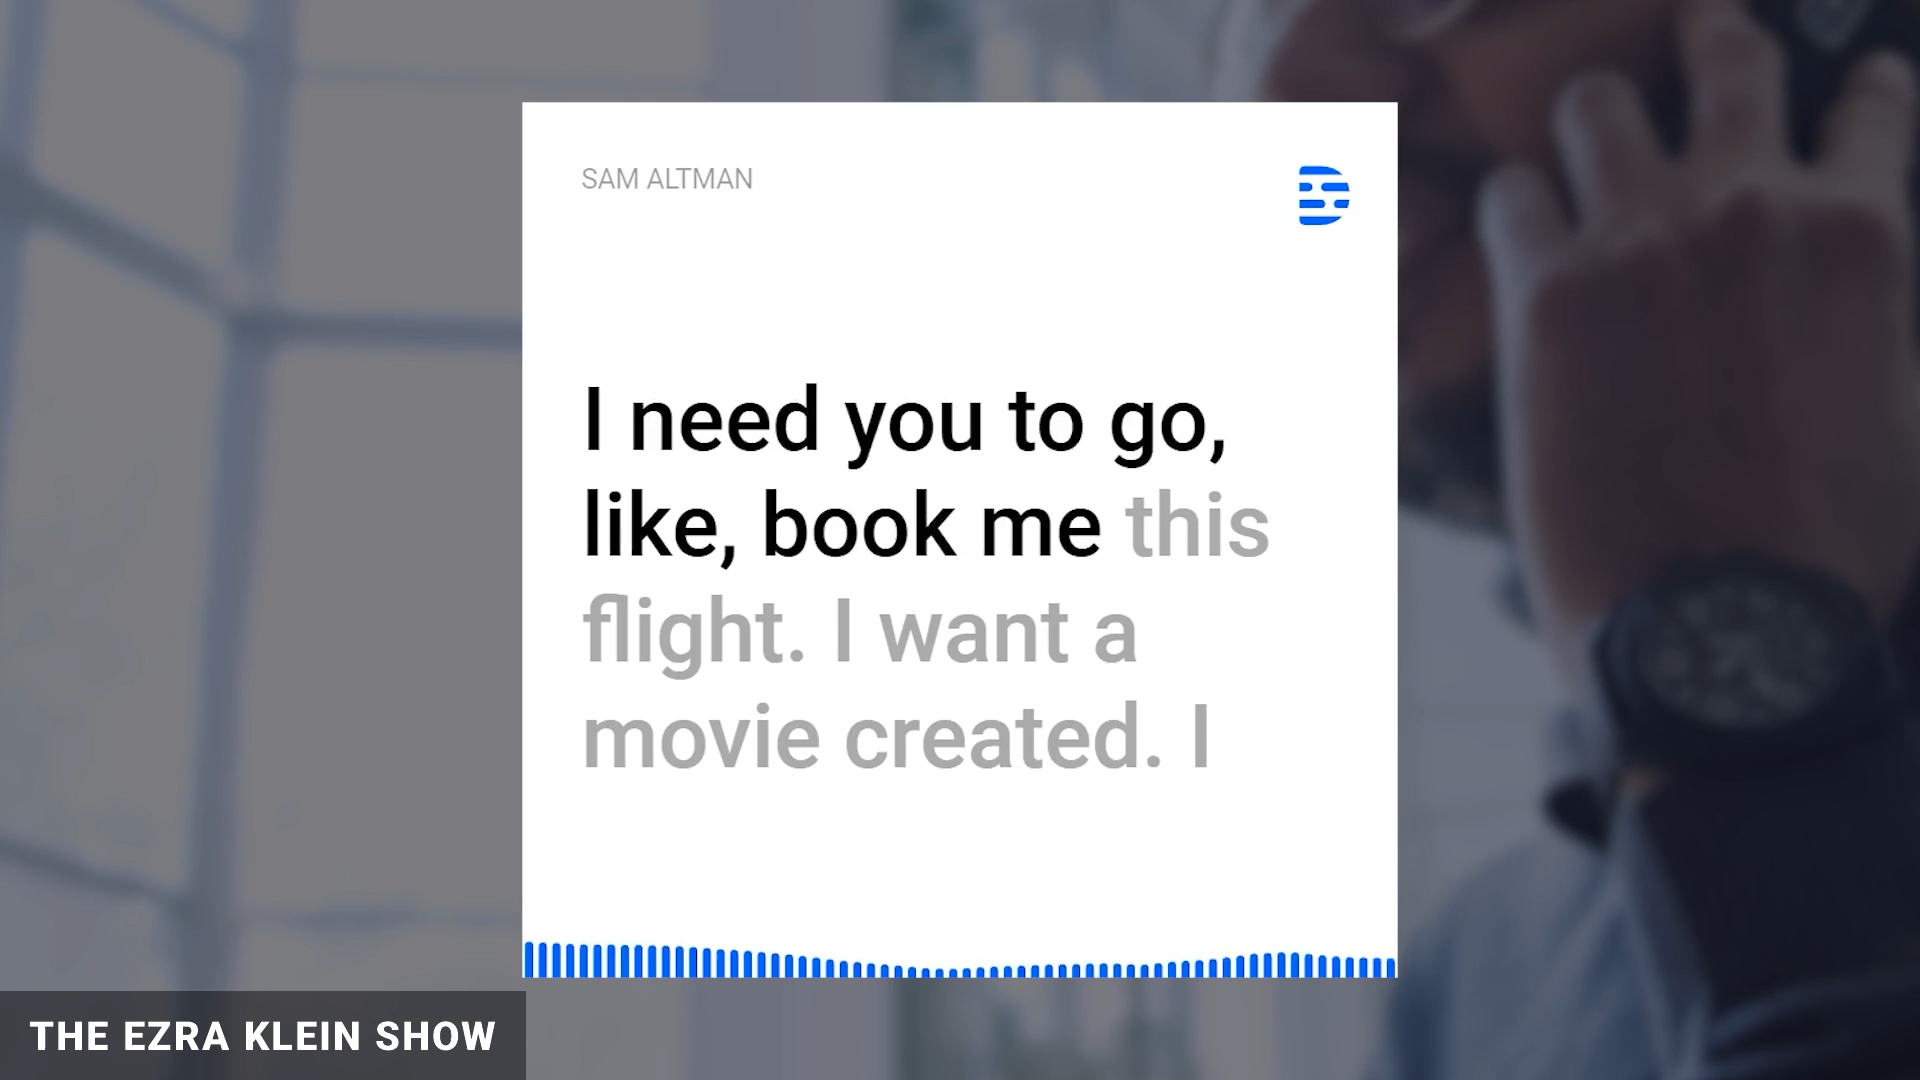 SAM ALTMAN
I need you to go,
like, book me this
flight. I want a
movie created. I
THE EZRA KLEIN SHOW